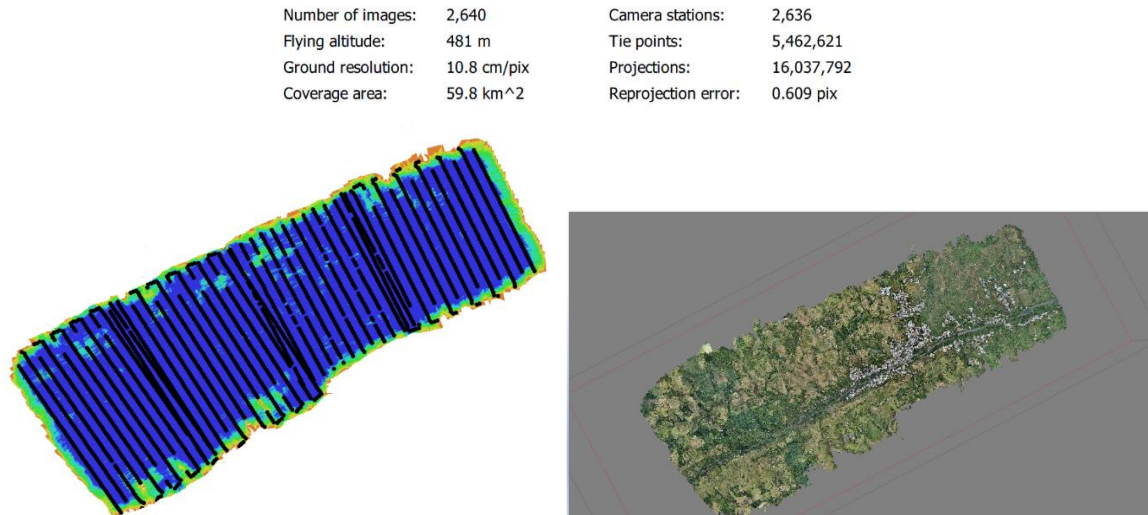 Number of images: 2,640 Camera stations: 2,636
Flying altitude: 481 m Tie points: 5,462,621
Ground resolution: 10.8 cm/pix Projections: 16,037,792
Coverage area: 59.8 km^2 Reprojection error: 0.609 pix